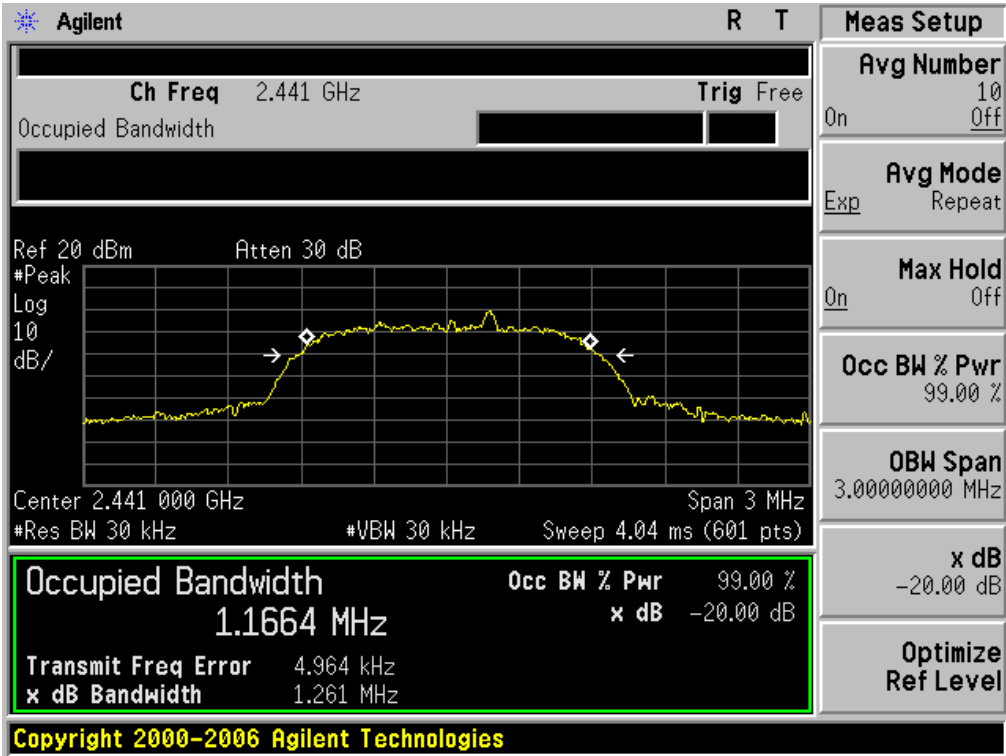 Agilent R T
Ch Freq 2.441 GHz Trig Free
Occupied Bandwidth
Ref 20 dBm Atten 30 dB
#Peak
Log
10
dB/
Center 2.441 000 GHz Span 3 MHz
#Res BW 30 kHz #VBW 30 kHz Sweep 4.04 ms (601 pts)
Occupied Bandwidth
1.1664 MHz
Occ BW % Pwr 99.00 %
x dB -20.00 dB
Transmit Freq Error 4.964 kHz
x dB Bandwidth 1.261 MHz
Copyright 2000-2006 Agilent Technologies
Meas Setup
Avg Number
10
On Off
Avg Mode
Exp Repeat
Max Hold
On Off
Occ BW % Pwr
99.00 %
OBW Span
3.00000000 MHz
x dB
-20.00 dB
Optimize
Ref Level